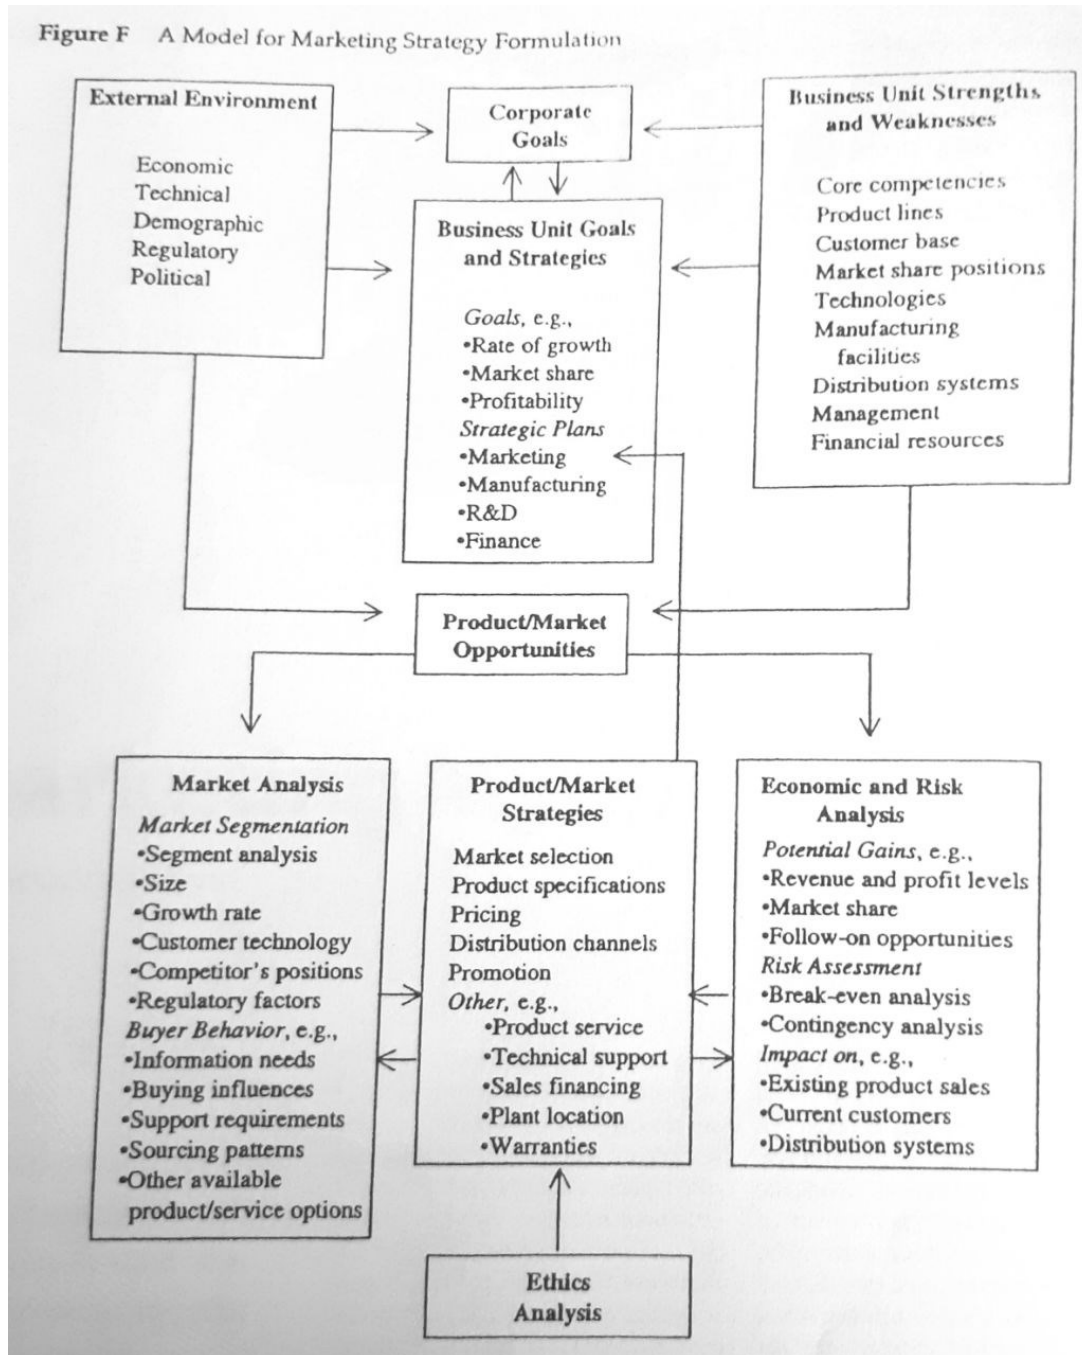 Figure F A Model for Marketing Strategy Formulation
External Environment
Economic
Technical
Demographic
Regulatory
Political
Corporate
Goals
Business Unit Strengths
and Weaknesses
Core competencies
Product lines
Customer base
Market share positions
Technologies
Manufacturing
facilities
Distribution systems
Management
Financial resources
Business Unit Goals
and Strategies
Goals, e.g.,
•Rate of growth
•Market share
•Profitability
Strategic Plans
•Marketing
•Manufacturing
•R&D
•Finance
Product/Market
Opportunities
Market Analysis
Market Segmentation
•Segment analysis
•Size
•Growth rate
•Customer technology
•Competitor's positions
•Regulatory factors
Buyer Behavior, e.g.,
•Information needs
•Buying influences
•Support requirements
•Sourcing patterns
•Other available
product/service options
Product/Market
Strategies
Market selection
Product specifications
Pricing
Distribution channels
Promotion
Other, e.g.,
•Product service
•Technical support
•Sales financing
•Plant location
•Warranties
Economic and Risk
Analysis
Potential Gains, e.g.,
•Revenue and profit levels
•Market share
•Follow-on opportunities
Risk Assessment
•Break-even analysis
•Contingency analysis
Impact on, e.g.,
•Existing product sales
•Current customers
•Distribution systems
Ethics
Analysis